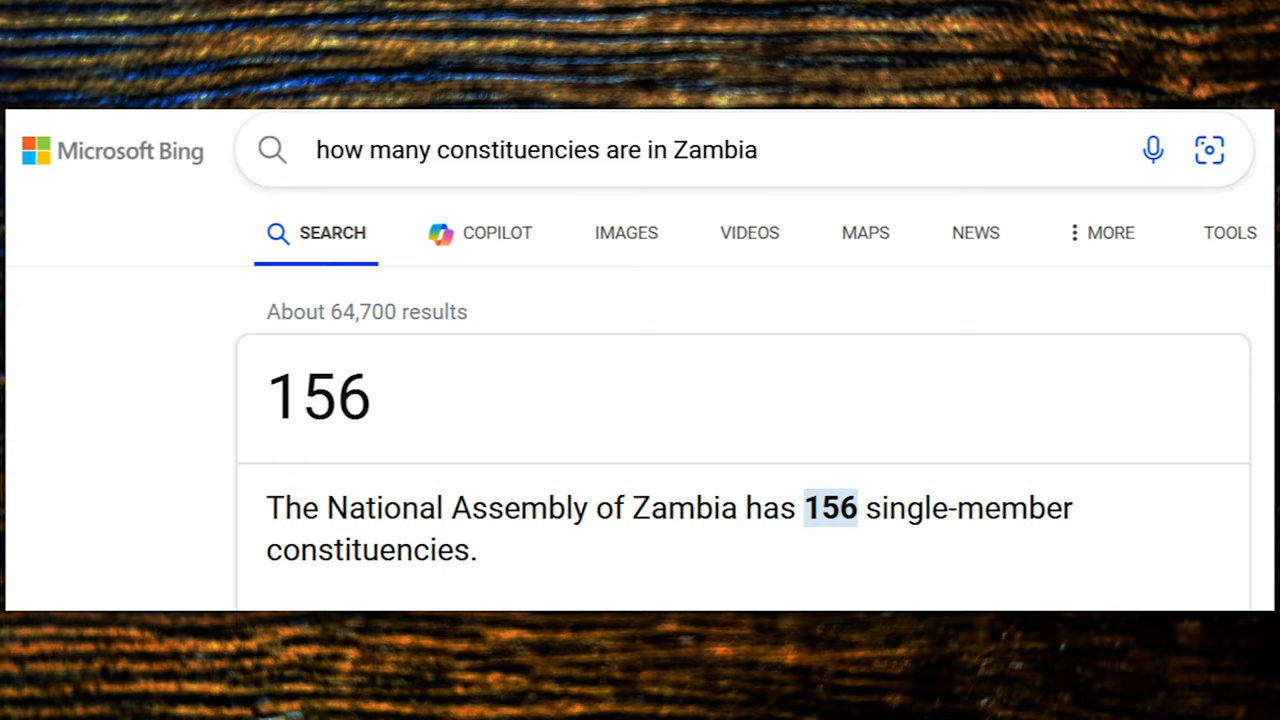 Microsoft Bing
how many constituencies are in Zambia
SEARCH COPILOT IMAGES VIDEOS MAPS NEWS MORE TOOLS
About 64,700 results
156
The National Assembly of Zambia has 156 single-member
constituencies.